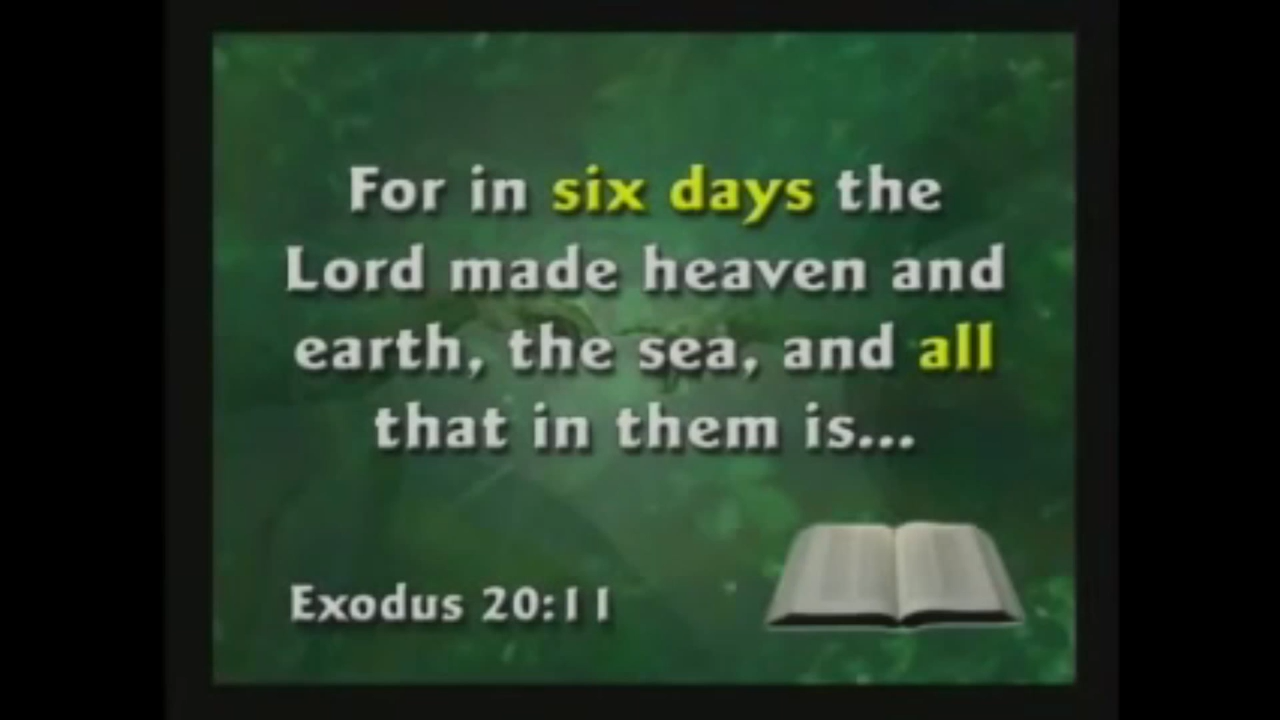 For in six days the
Lord made heaven and
earth, the sea, and all
that in them is...
Exodus 20:11